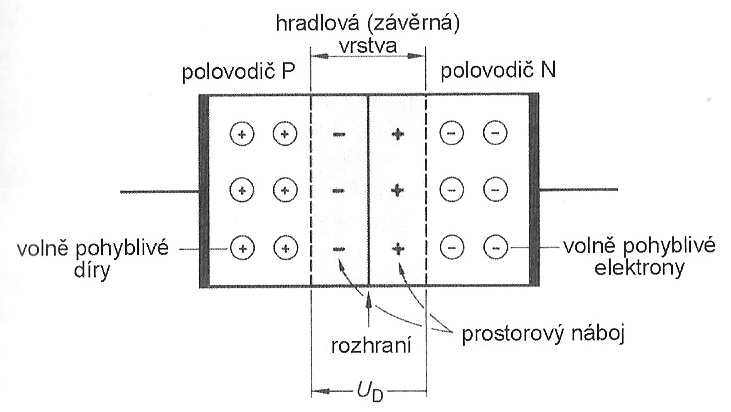 hradlová (závěrná)
vrstva
polovodič P
polovodič N
volně pohyblivé
díry
volně pohyblivé
elektrony
prostorový náboj
rozhraní
U_D